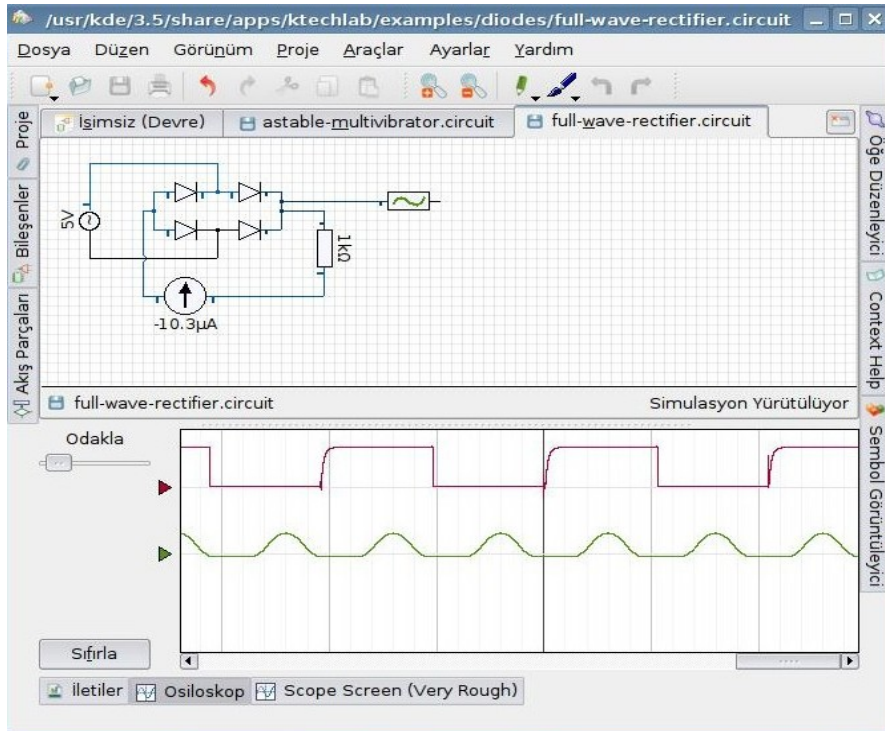 /usr/kde/3.5/share/apps/ktechlab/examples/diodes/full-wave-rectifier.circuit
Dosya Düzen Görünüm Proje Araçlar Ayarlar Yardım
İşimsiz (Devre) astable-multivibrator.circuit full-wave-rectifier.circuit
Proje
Bileşenler
Akış Parçaları
5V
1kΩ
-10.3µA
Öğe Düzenleyici
Context Help
Sembol Görüntüleyici
full-wave-rectifier.circuit Simulasyon Yürütülüyor
Odakla
Sıfırla
İletiler Osiloskop Scope Screen (Very Rough)